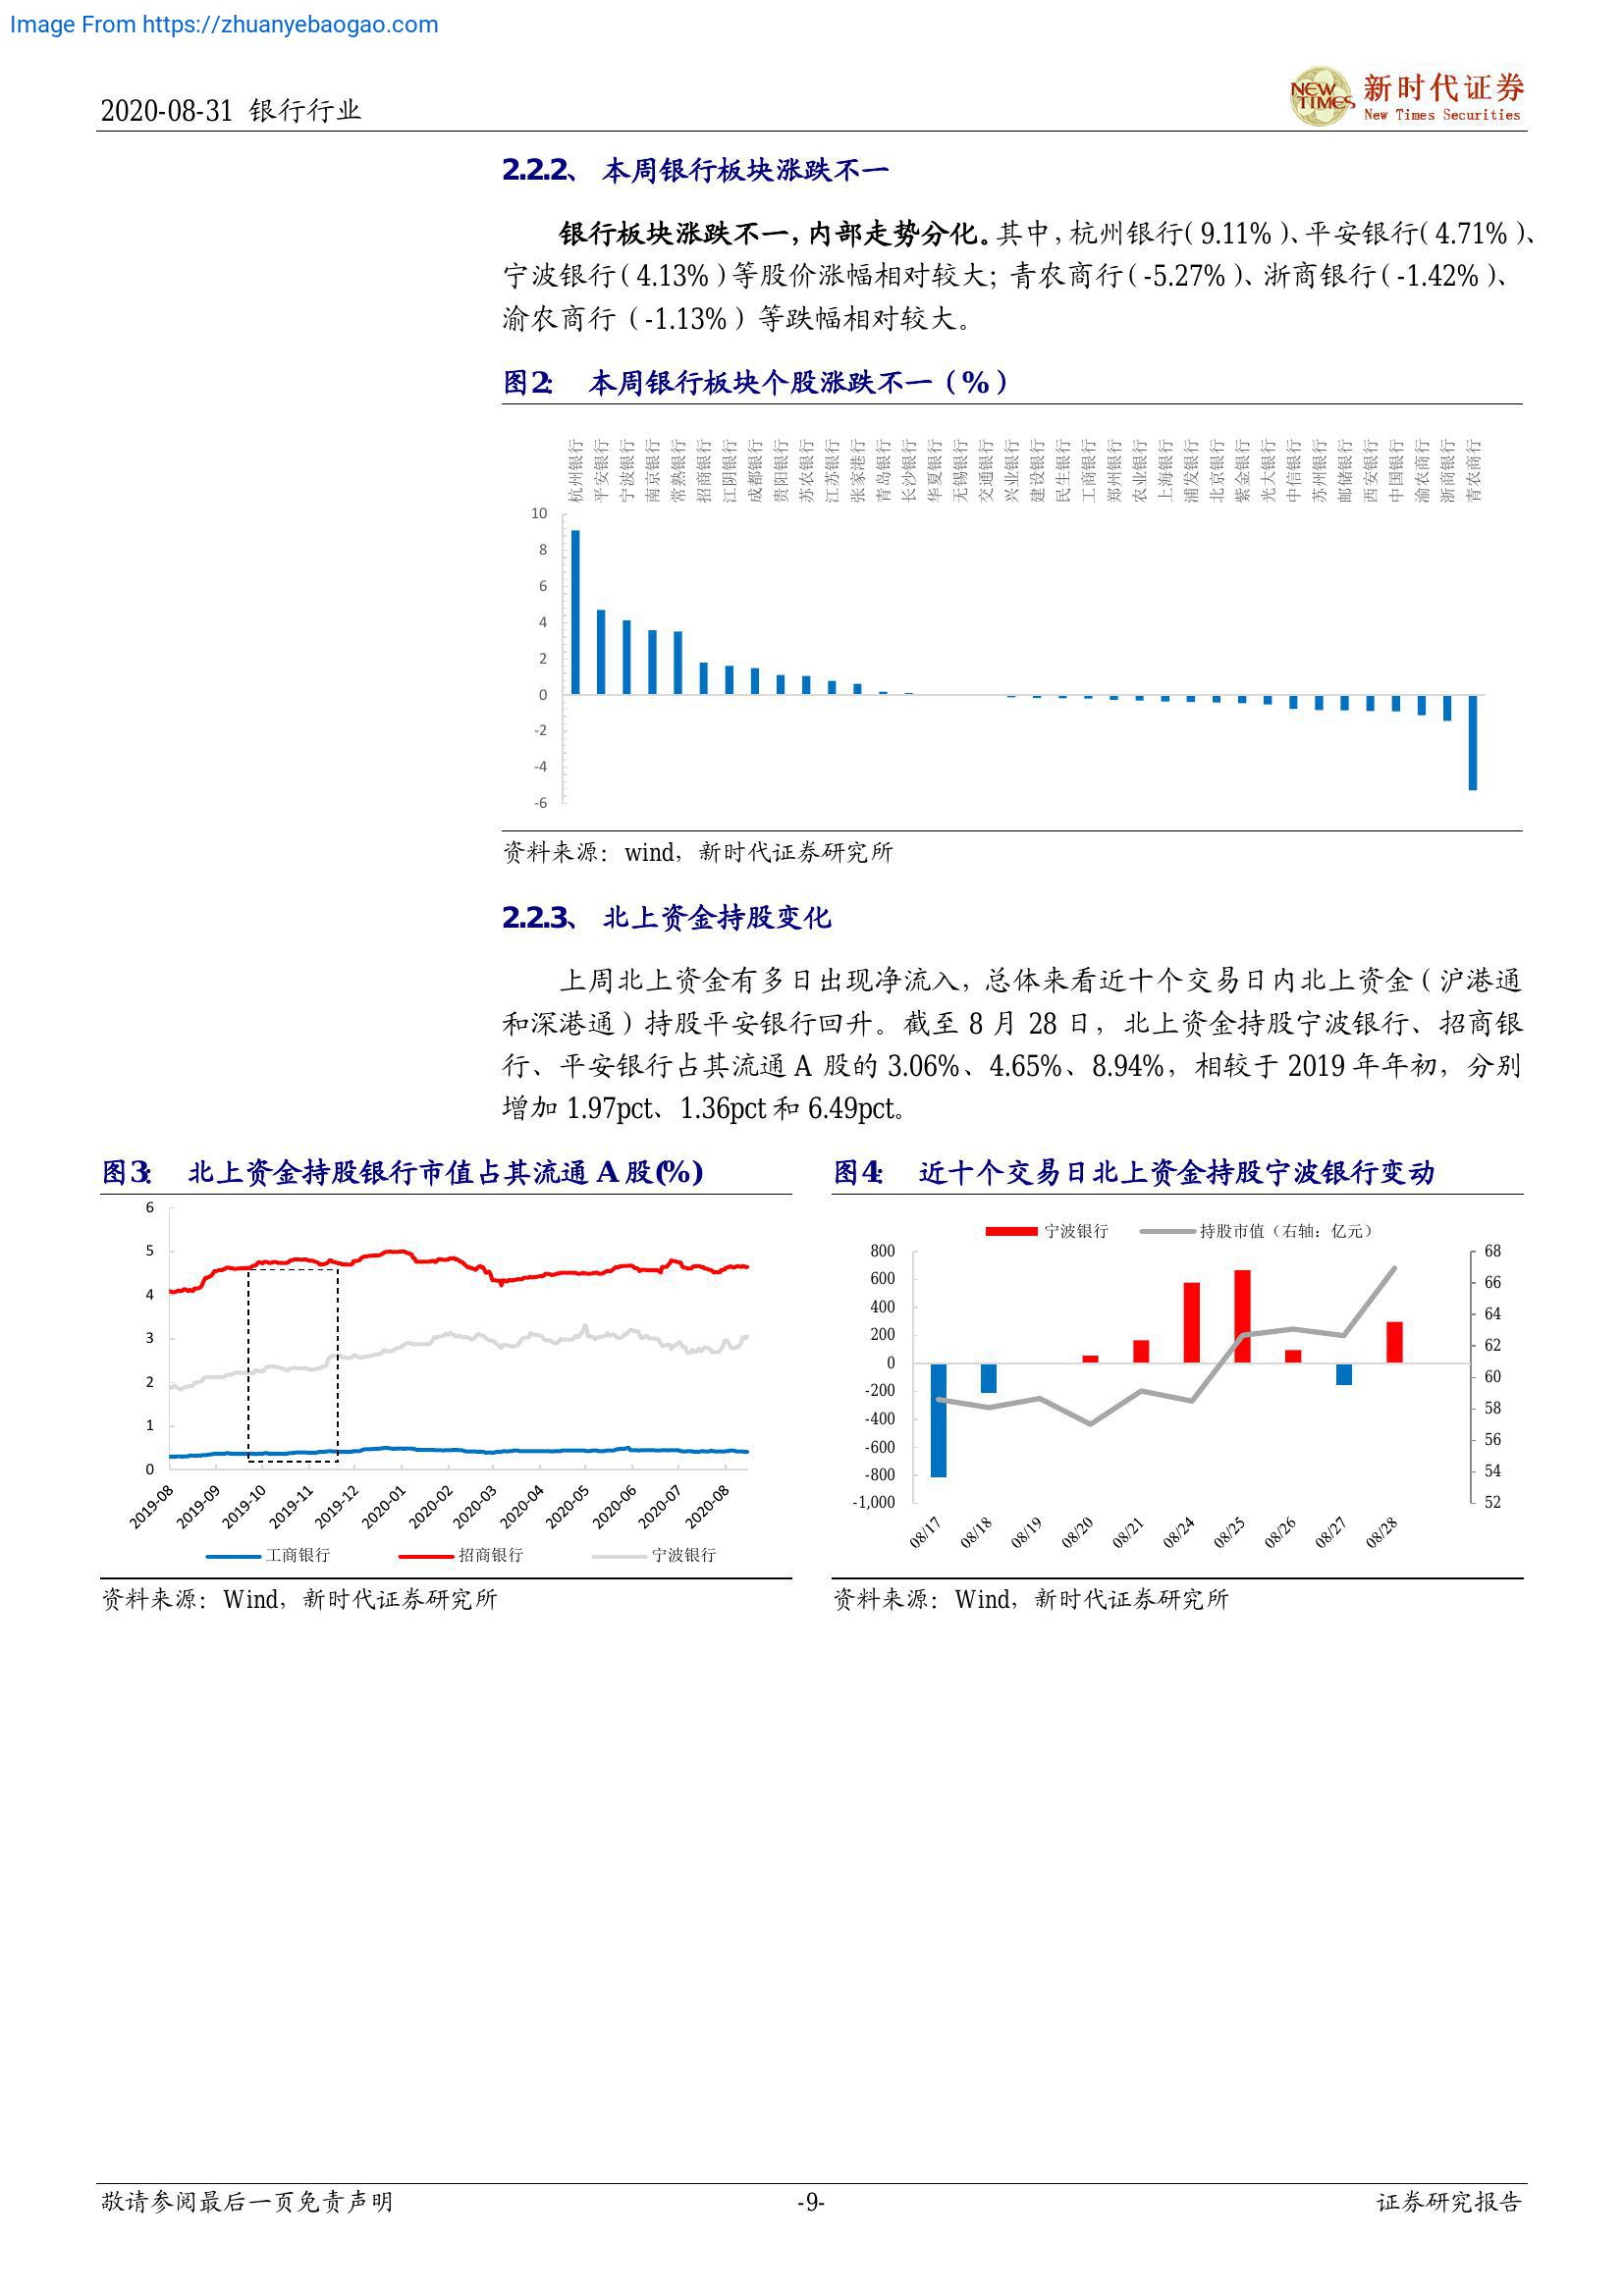 Image From https://zhuanyebaogao.com
2020-08-31 银行行业
NEW TIMES
新时代证券
New Times Securities
2.2.2、 本周银行板块涨跌不一
银行板块涨跌不一，内部走势分化。其中，杭州银行（9.11%）、平安银行（4.71%）、
宁波银行（4.13%）等股价涨幅相对较大；青农商行（-5.27%）、浙商银行（-1.42%）、
渝农商行（-1.13%）等跌幅相对较大。
图2： 本周银行板块个股涨跌不一（%）
杭州银行 平安银行 宁波银行 南京银行 常熟银行 招商银行 江阴银行 成都银行 贵阳银行 苏农银行 江苏银行 张家港行 青岛银行 长沙银行 华夏银行 无锡银行 交通银行 兴业银行 建设银行 民生银行 工商银行 郑州银行 农业银行 上海银行 浦发银行 北京银行 紫金银行 光大银行 中信银行 苏州银行 邮储银行 西安银行 中国银行 渝农商行 浙商银行 青农商行
10
8
6
4
2
0
-2
-4
-6
资料来源：wind，新时代证券研究所
2.2.3、 北上资金持股变化
上周北上资金有多日出现净流入，总体来看近十个交易日内北上资金（沪港通
和深港通）持股平安银行回升。截至 8 月 28 日，北上资金持股宁波银行、招商银
行、平安银行占其流通 A 股的 3.06%、4.65%、8.94%，相较于 2019 年年初，分别
增加 1.97pct、1.36pct 和 6.49pct。
图3： 北上资金持股银行市值占其流通 A 股(%)
6
5
4
3
2
1
0
2019-08 2019-09 2019-10 2019-11 2019-12 2020-01 2020-02 2020-03 2020-04 2020-05 2020-06 2020-07 2020-08
工商银行 招商银行 宁波银行
资料来源：Wind，新时代证券研究所
图4： 近十个交易日北上资金持股宁波银行变动
宁波银行 持股市值（右轴：亿元）
800 68
600 66
400 64
200 62
0 60
-200 58
-400 56
-600 54
-800 52
-1,000
08/17 08/18 08/19 08/20 08/21 08/24 08/25 08/26 08/27 08/28
资料来源：Wind，新时代证券研究所
敬请参阅最后一页免责声明 -9- 证券研究报告